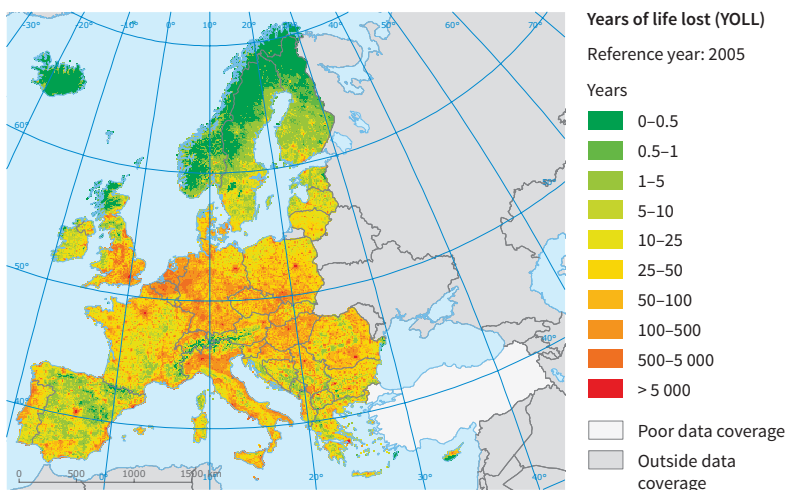 -30° -20° -10° 0° 10° 20° 30° 40° 50° 60° 70°
60°
50°
50°
40°
40°
0 500 1000 1500 km
0° 20° 30° 40°
Years of life lost (YOLL)
Reference year: 2005
Years
0–0.5
0.5–1
1–5
5–10
10–25
25–50
50–100
100–500
500–5 000
> 5 000
Poor data coverage
Outside data
coverage